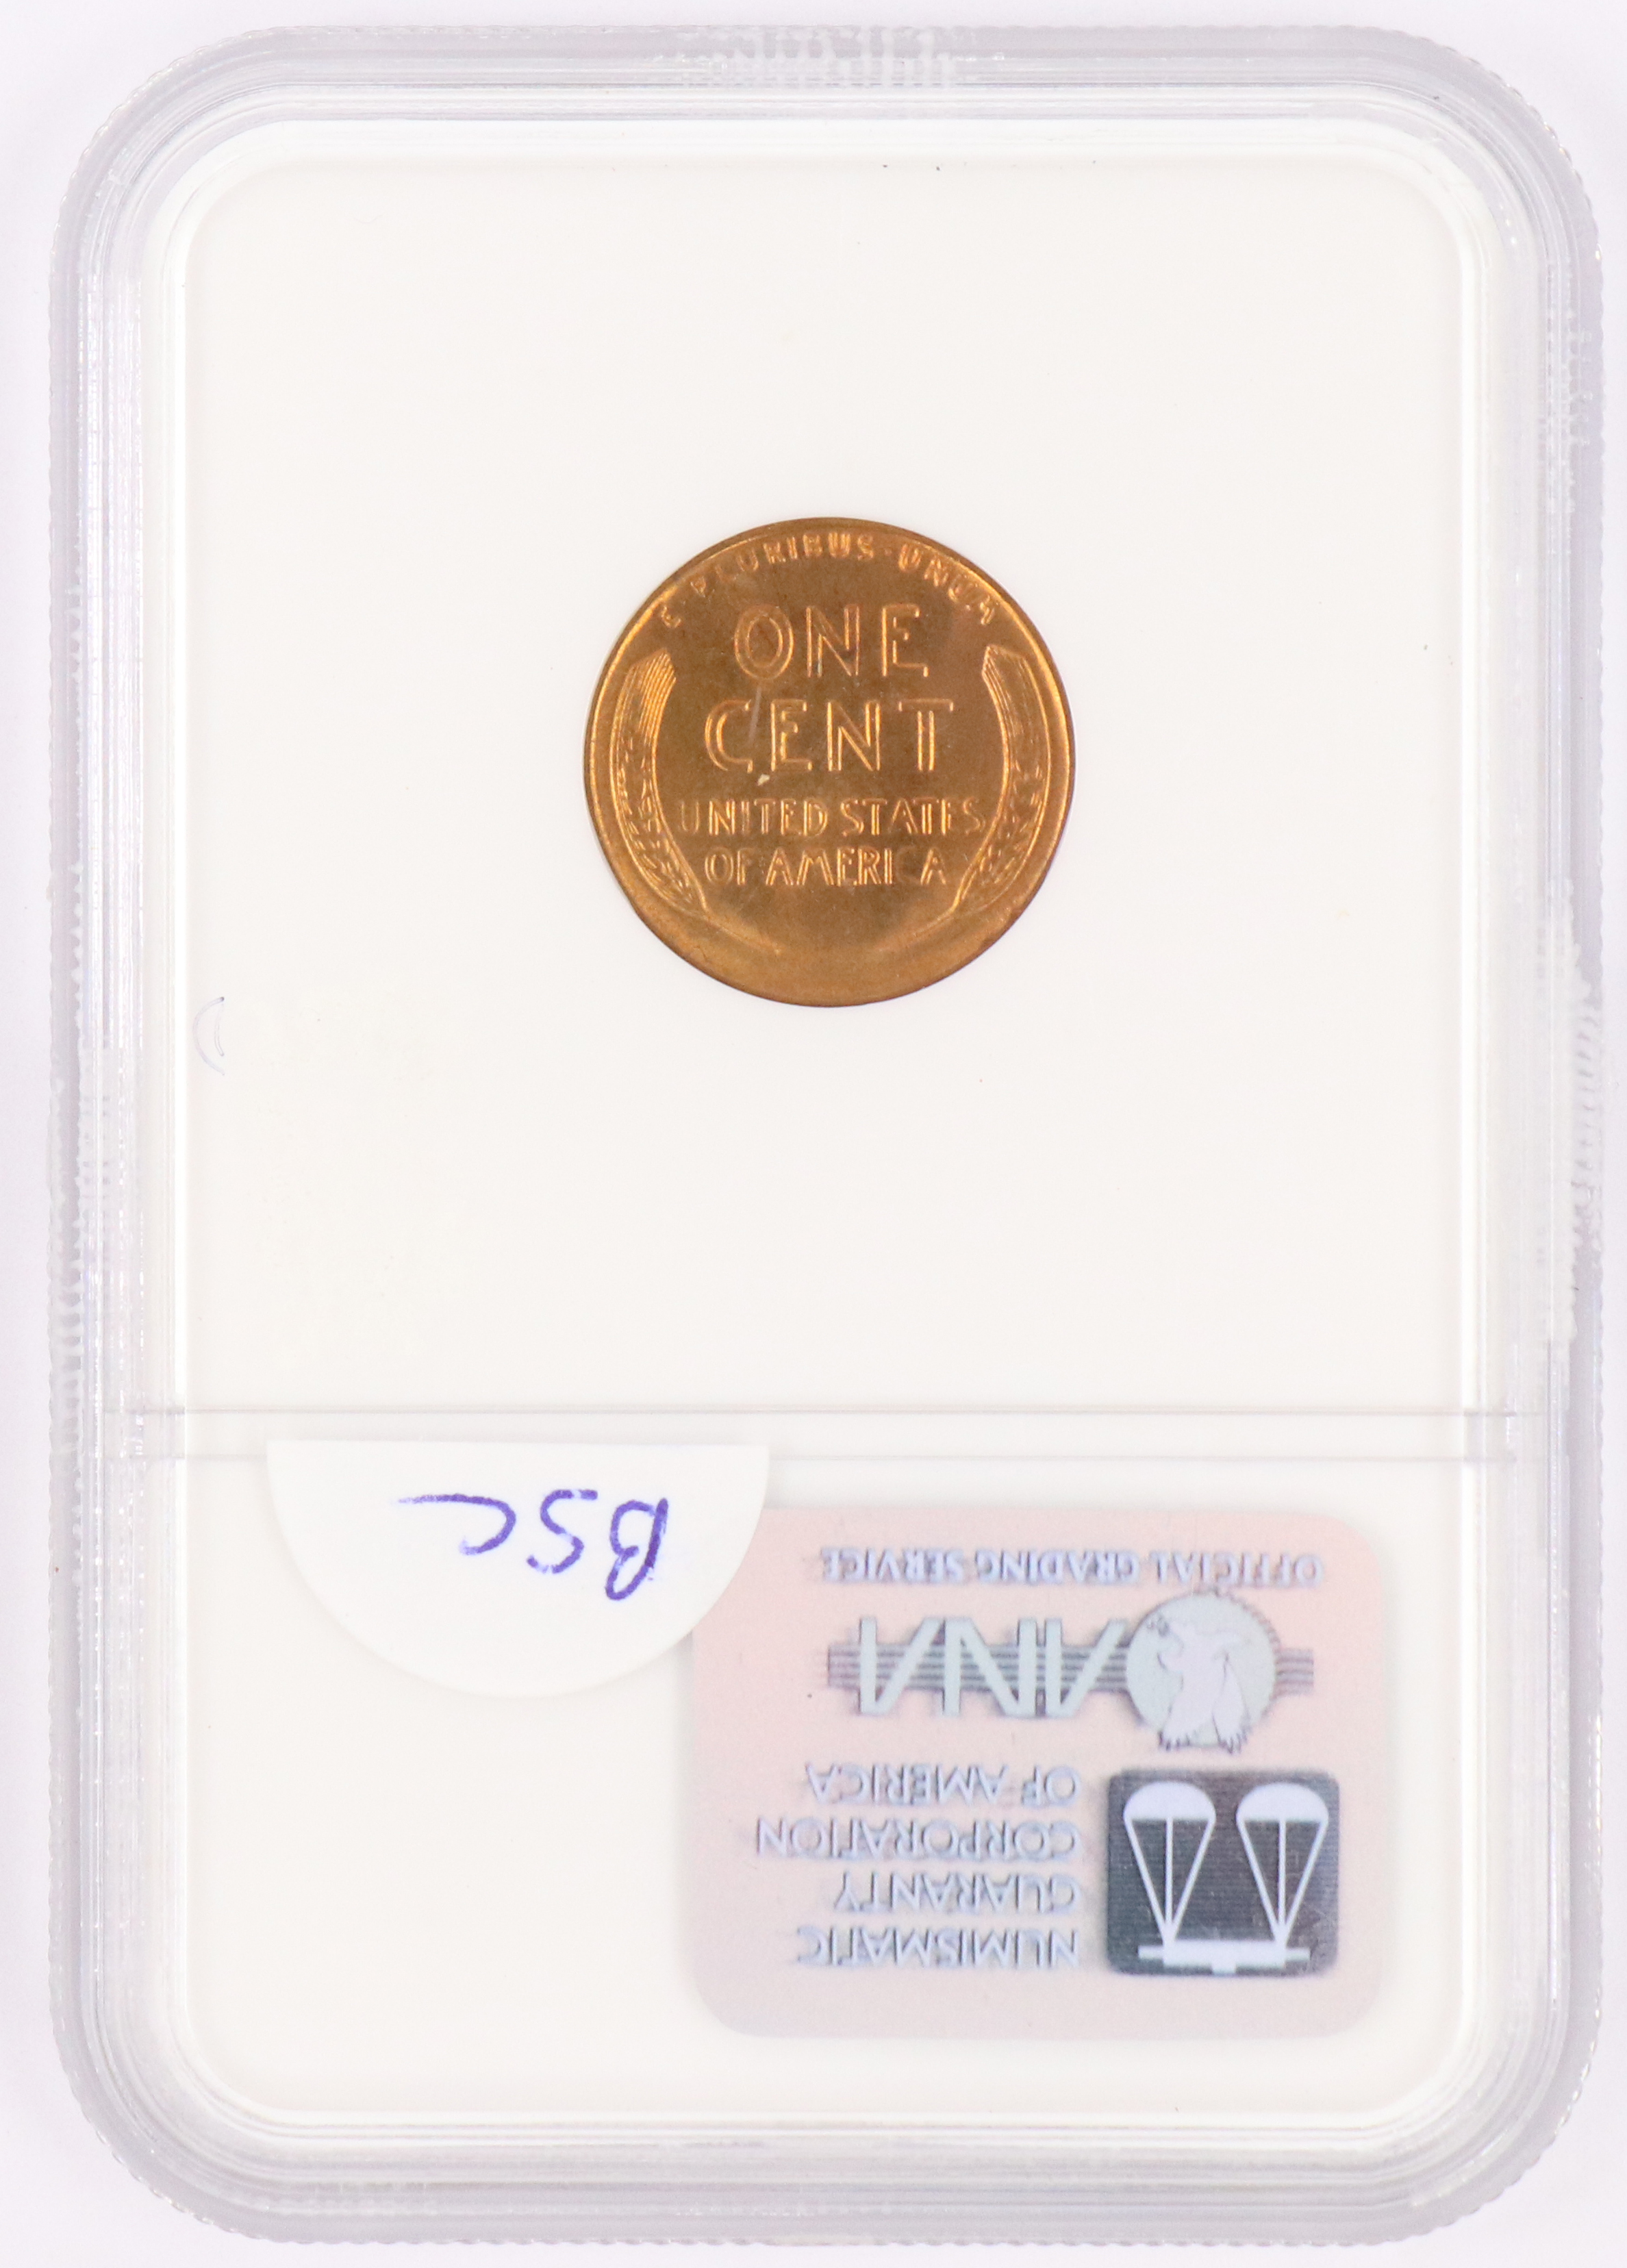 E PLURIBUS · UNUM
ONE
CENT
UNITED STATES
OF AMERICA
BSC
NUMISMATIC
GUARANTY
CORPORATION
OF AMERICA
ANA
OFFICIAL GRADING SERVICE